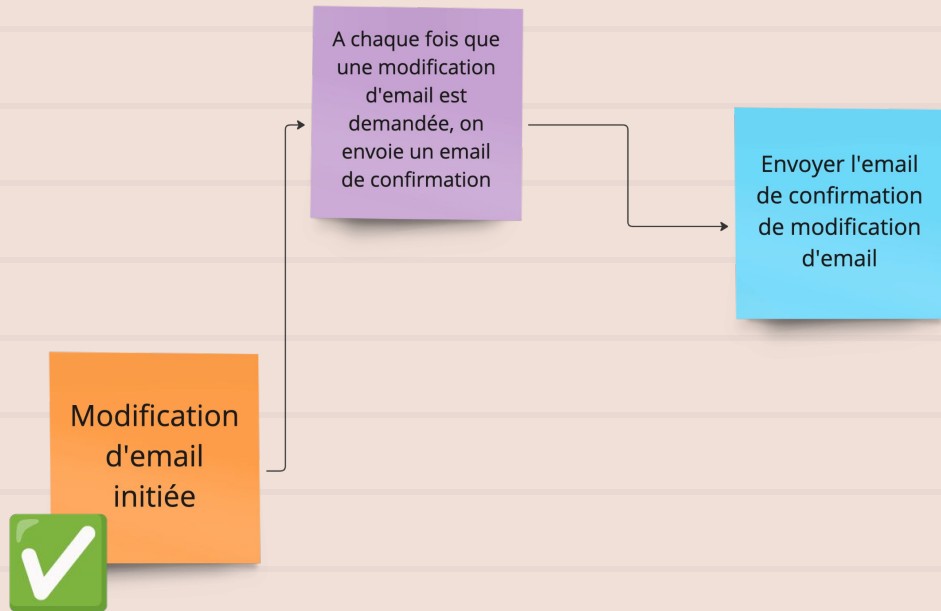 A chaque fois que
une modification
d'email est
demandée, on
envoie un email
de confirmation
Envoyer l'email
de confirmation
de modification
d'email
Modification
d'email
initiée